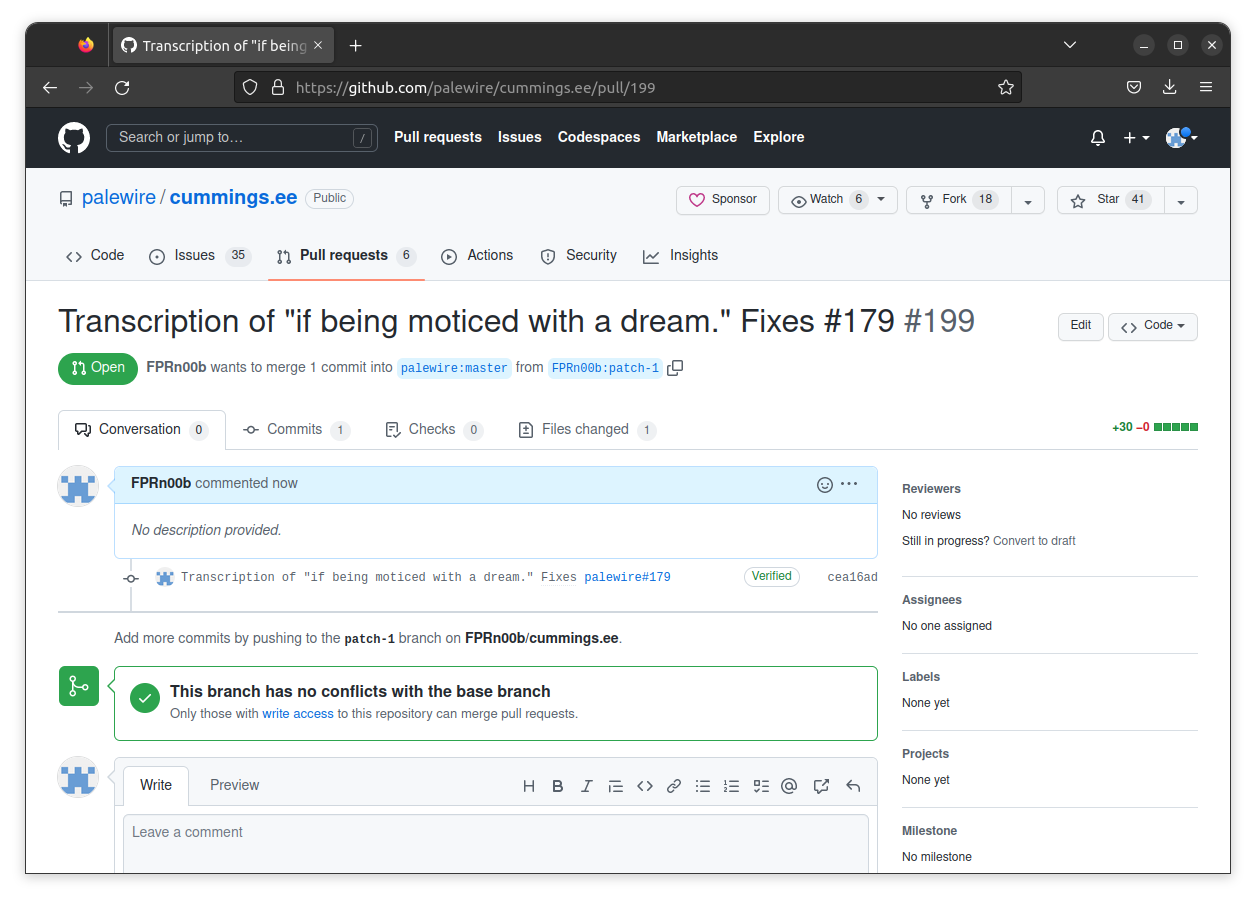 Transcription of "if being
https://github.com/palewire/cummings.ee/pull/199
Search or jump to… / Pull requests Issues Codespaces Marketplace Explore
palewire / cummings.ee Public Sponsor Watch 6 Fork 18 Star 41
Code Issues 35 Pull requests 6 Actions Security Insights
Transcription of "if being moticed with a dream." Fixes #179 #199 Edit Code
Open FPRn00b wants to merge 1 commit into palewire:master from FPRn00b:patch-1
Conversation 0 Commits 1 Checks 0 Files changed 1 +30 −0
FPRn00b commented now
No description provided.
Transcription of "if being moticed with a dream." Fixes palewire#179 Verified cea16ad
Add more commits by pushing to the patch-1 branch on FPRn00b/cummings.ee.
This branch has no conflicts with the base branch
Only those with write access to this repository can merge pull requests.
Write Preview
Leave a comment
Reviewers
No reviews
Still in progress? Convert to draft
Assignees
No one assigned
Labels
None yet
Projects
None yet
Milestone
No milestone